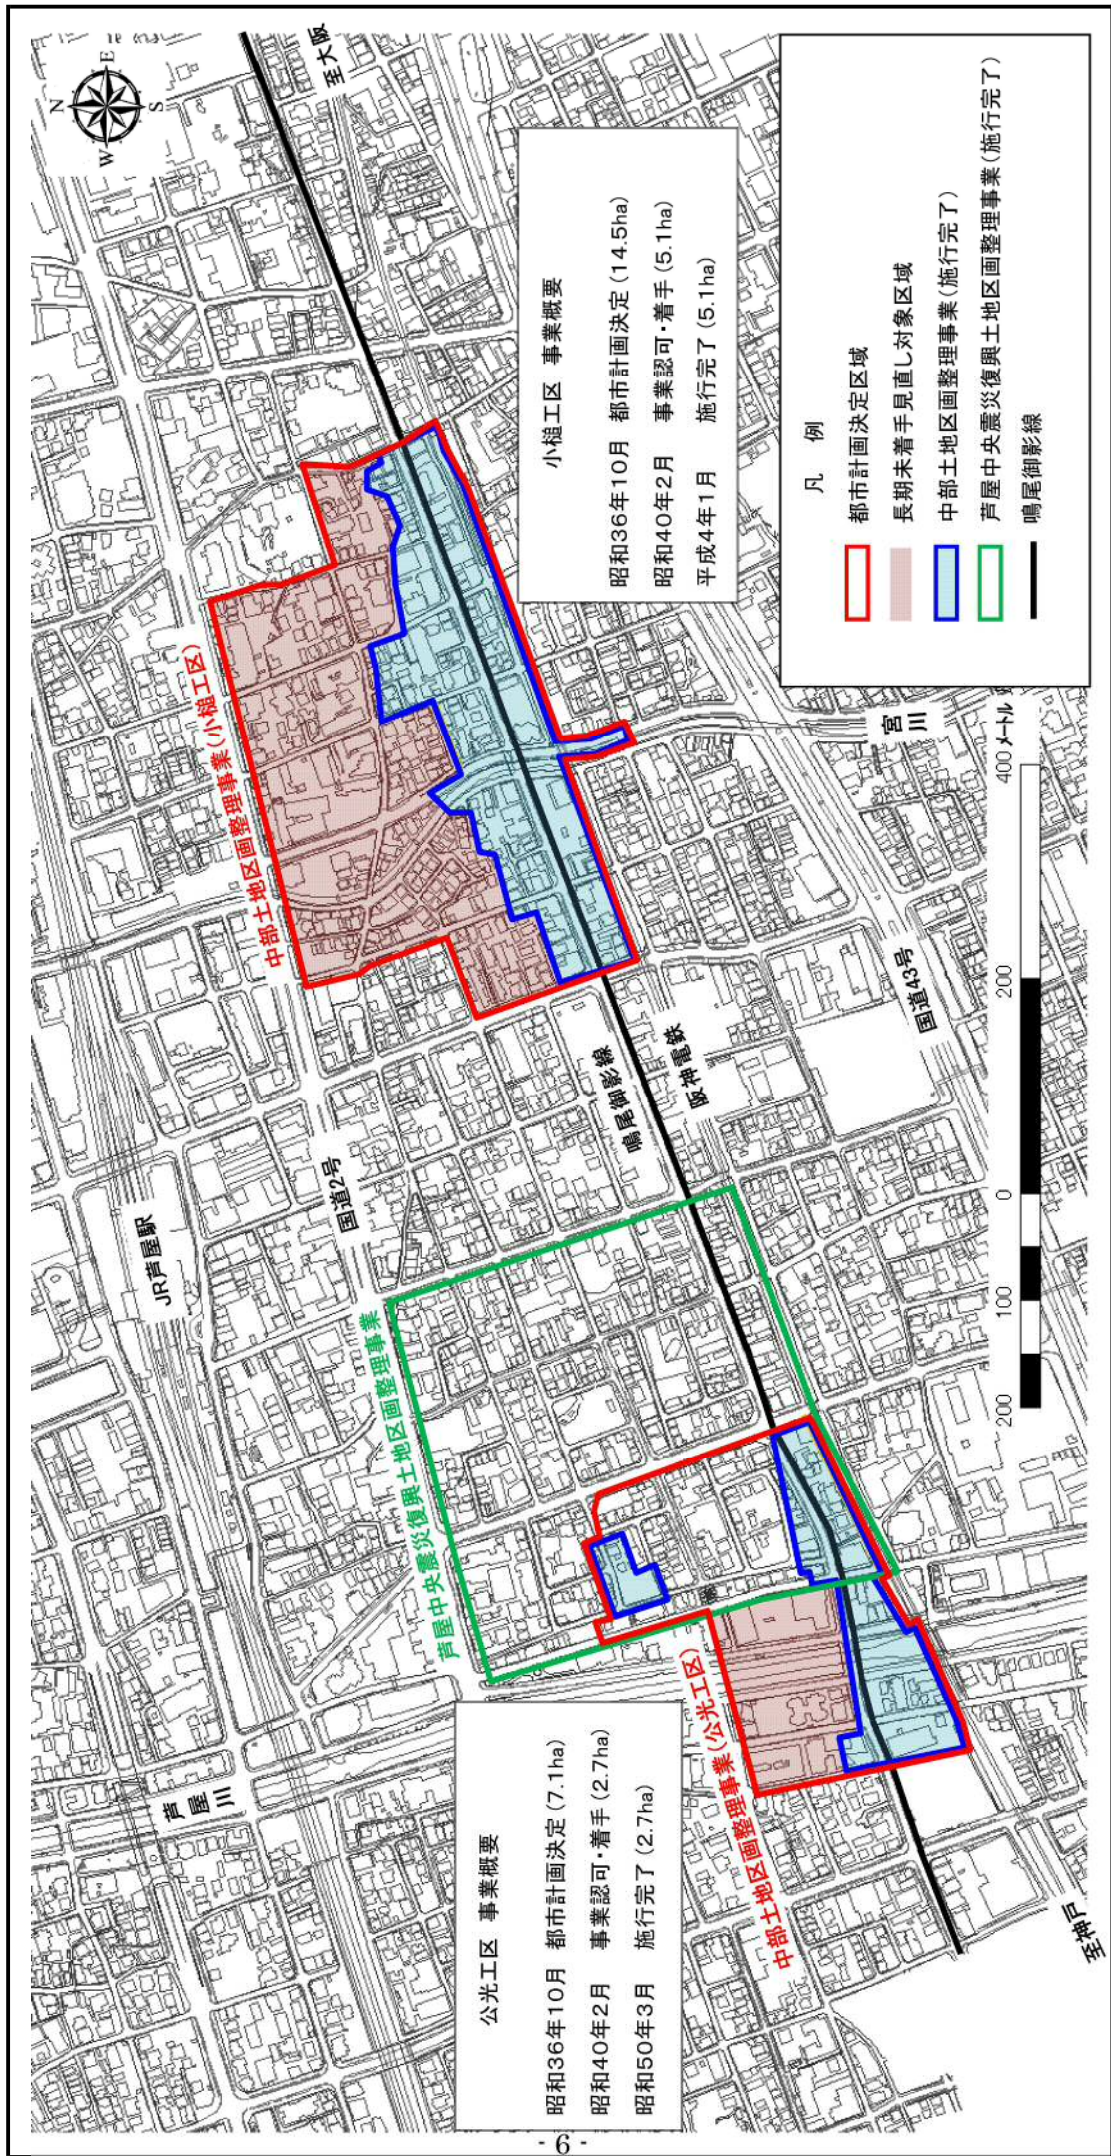 N
E
S
W
至大阪
中部土地区画整理事業(小槌工区)
小槌工区 事業概要
昭和36年10月 都市計画決定(14.5ha)
昭和40年2月 事業認可・着手(5.1ha)
平成4年1月 施行完了(5.1ha)
JR芦屋駅
国道2号
鳴尾御影線
阪神電鉄
国道43号
宮川
芦屋中央震災復興土地区画整理事業
芦屋川
中部土地区画整理事業(公光工区)
公光工区 事業概要
昭和36年10月 都市計画決定(7.1ha)
昭和40年2月 事業認可・着手(2.7ha)
昭和50年3月 施行完了(2.7ha)
至神戸
200 100 0 200 400 メートル
凡 例
都市計画決定区域
長期未着手見直し対象区域
中部土地区画整理事業(施行完了)
芦屋中央震災復興土地区画整理事業(施行完了)
鳴尾御影線
- 6 -